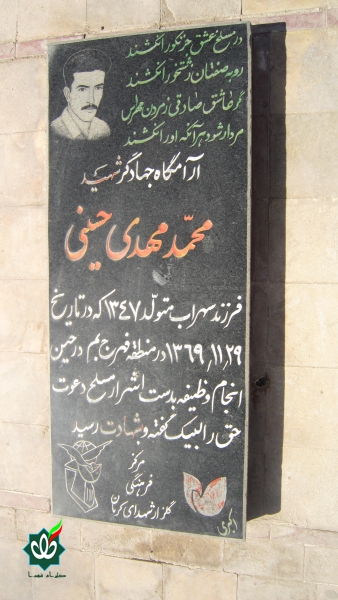 در مسلخ عشق جز نکو را نکشند
روبه صفتان زشتخو را نکشند
گر عاشق صادقی ز مردن مهراس
مردار شود هر آنکه او را نکشند
آرامگاه جهادگر شهید
محمّد مهدی حسینی
فرزند سهراب متولد ۱۳۴۷ که در تاریخ
۱۳۶۹,۱۱,۲۹ در منطقه فهرج بم در حین
انجام وظیفه بدست اشرار مسلح دعوت
حق را لبیک گفته و شهادت رسید
مرکز
فرهنگی
گلزار شهدای کرمان